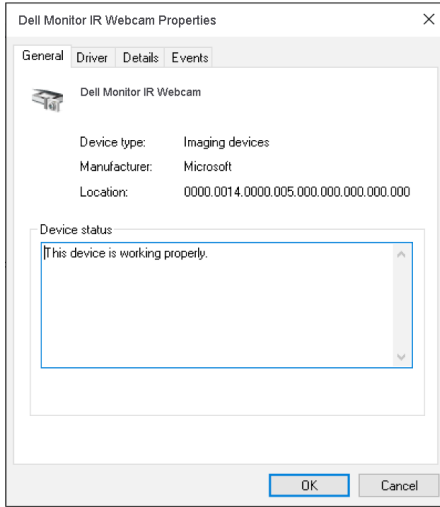 Dell Monitor IR Webcam Properties
General Driver Details Events
Dell Monitor IR Webcam
Device type: Imaging devices
Manufacturer: Microsoft
Location: 0000.0014.0000.005.000.000.000.000.000
Device status
This device is working properly.
OK Cancel